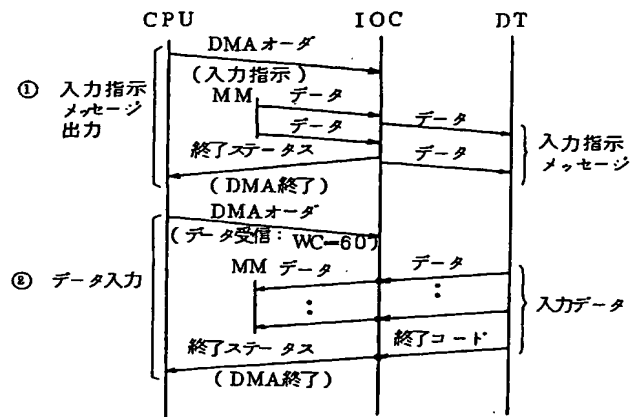 CPU IOC DT
DMAオーダ
(入力指示)
① 入力指示
メッセージ
出力
MM データ
データ
データ
終了ステータス
データ
(DMA終了)
入力指示
メッセージ
DMAオーダ
(データ受信: WC=60)
② データ入力
MM データ
データ
:
:
入力データ
終了ステータス
終了コード
(DMA終了)